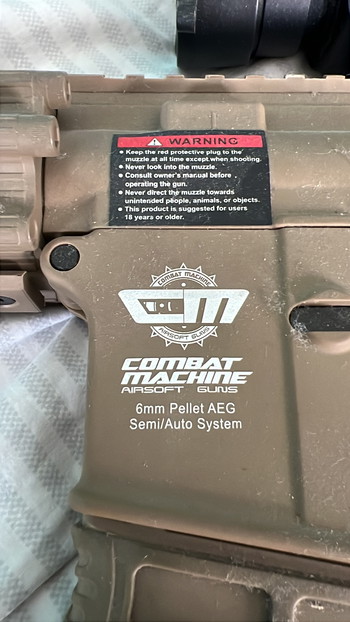 WARNING
● Keep the red protective plug to the
muzzle at all time except when shooting.
● Never look into the muzzle.
● Consult owner's manual before
operating the gun.
● Never direct the muzzle towards
unintended people, animals, or objects.
● This product is suggested for users
18 years or older.
COMBAT MACHINE
CM
AIRSOFT GUNS
COMBAT
MACHINE
AIRSOFT GUNS
6mm Pellet AEG
Semi/Auto System